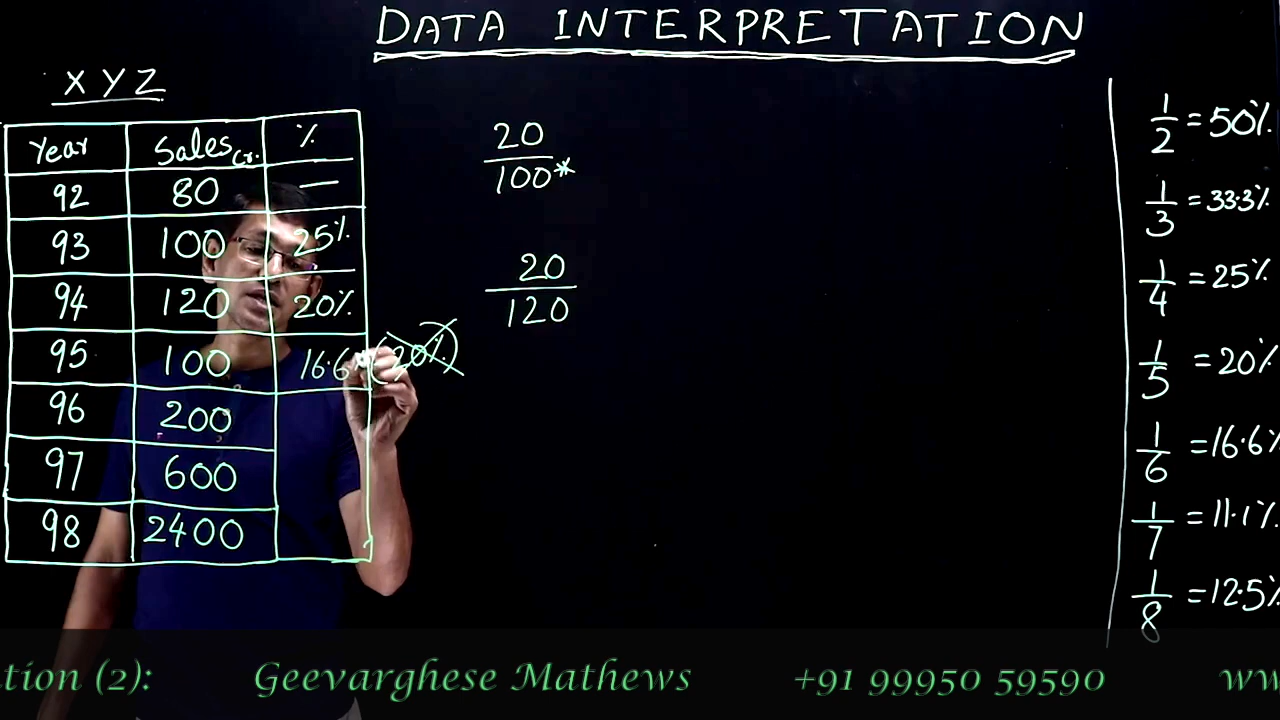 DATA INTERPRETATION
X Y Z
Year Sales Cr. %
92 80 —
93 100 25%
94 120 20%
95 100 16.6% (20%)
96 200
97 600
98 2400
20
100*
20
120
1/2 = 50%
1/3 = 33.3%
1/4 = 25%
1/5 = 20%
1/6 = 16.6%
1/7 = 11.1%
1/8 = 12.5%
tion (2): Geevarghese Mathews +91 99950 59590 ww